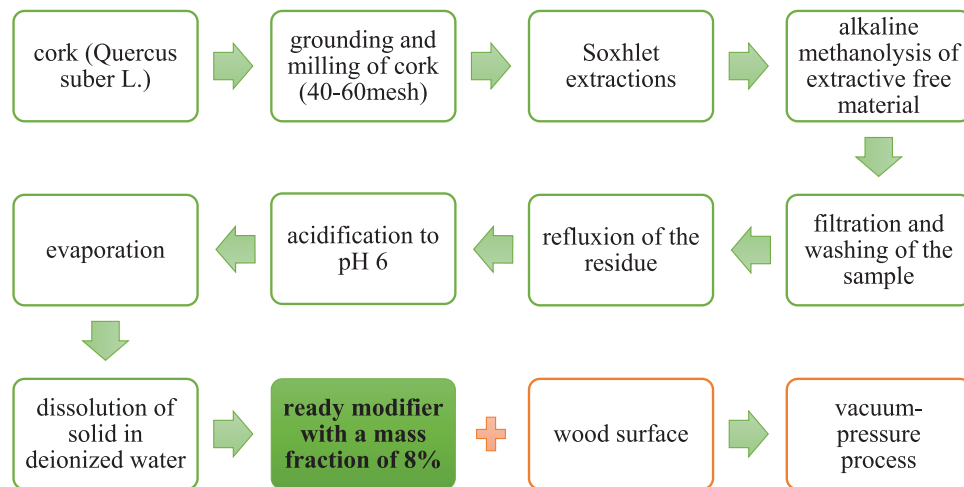 cork (Quercus
suber L.)
grounding and
milling of cork
(40-60mesh)
Soxhlet
extractions
alkaline
methanolysis of
extractive free
material
filtration and
washing of the
sample
refluxion of the
residue
acidification to
pH 6
evaporation
dissolution of
solid in
deionized water
ready modifier
with a mass
fraction of 8%
wood surface
vacuum-
pressure
process